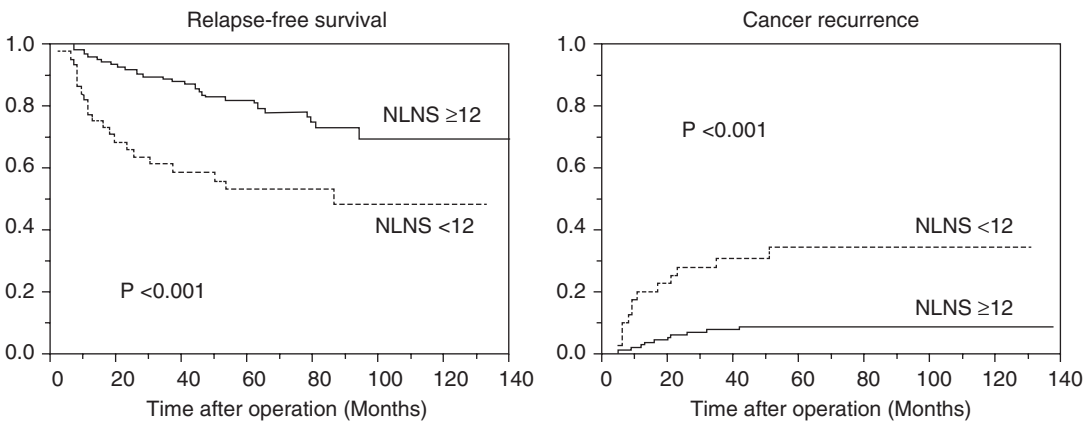 Relapse-free survival
1.0
0.8
0.6
0.4
0.2
0.0
NLNS ≥12
NLNS <12
P <0.001
0 20 40 60 80 100 120 140
Time after operation (Months)
Cancer recurrence
1.0
0.8
0.6
0.4
0.2
0.0
P <0.001
NLNS <12
NLNS ≥12
0 20 40 60 80 100 120 140
Time after operation (Months)